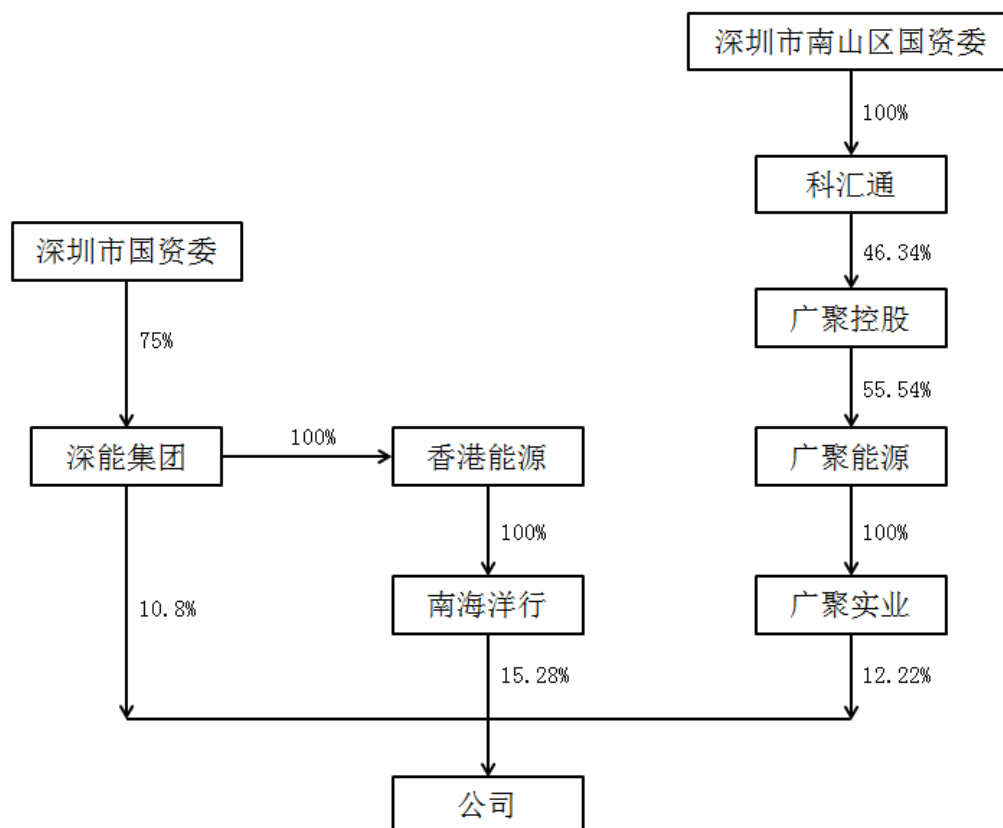 深圳市南山区国资委
100%
科汇通
46.34%
深圳市国资委
广聚控股
75%
55.54%
深能集团
100%
香港能源
广聚能源
100%
100%
南海洋行
广聚实业
10.8%
15.28%
12.22%
公司